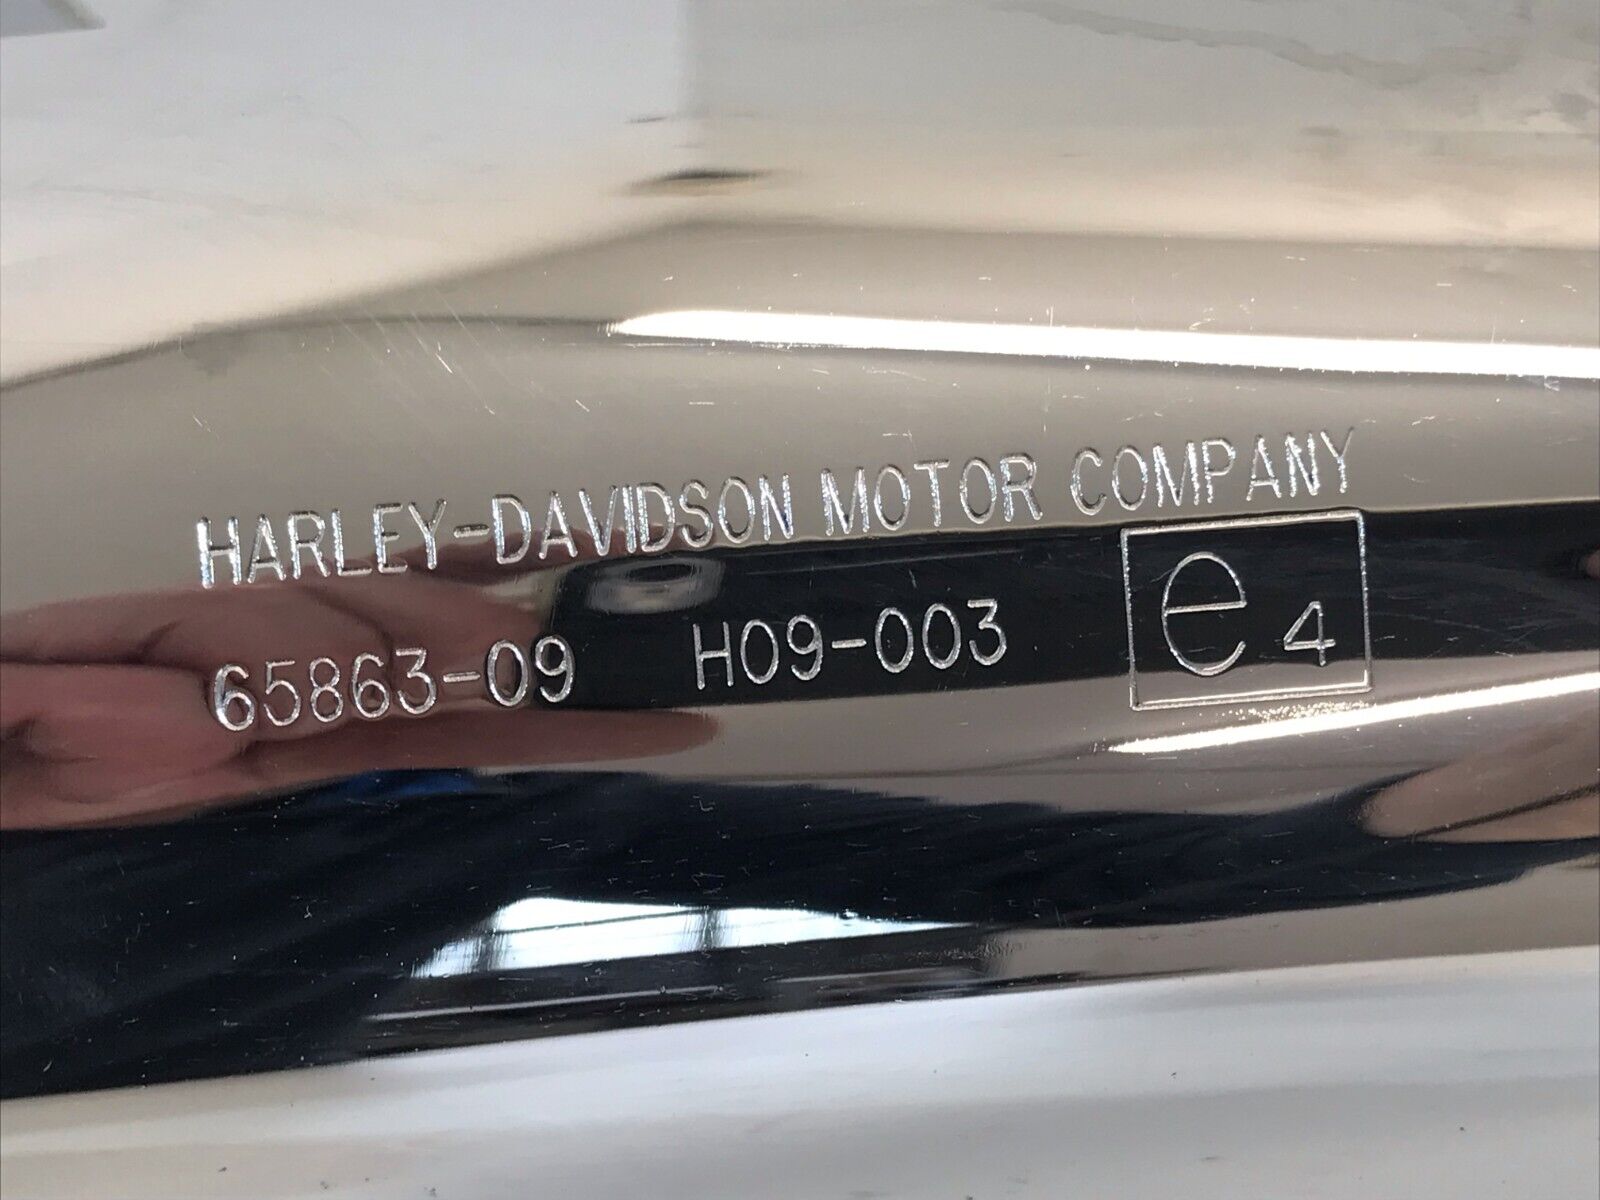 HARLEY-DAVIDSON MOTOR COMPANY
65863-09 H09-003 e4